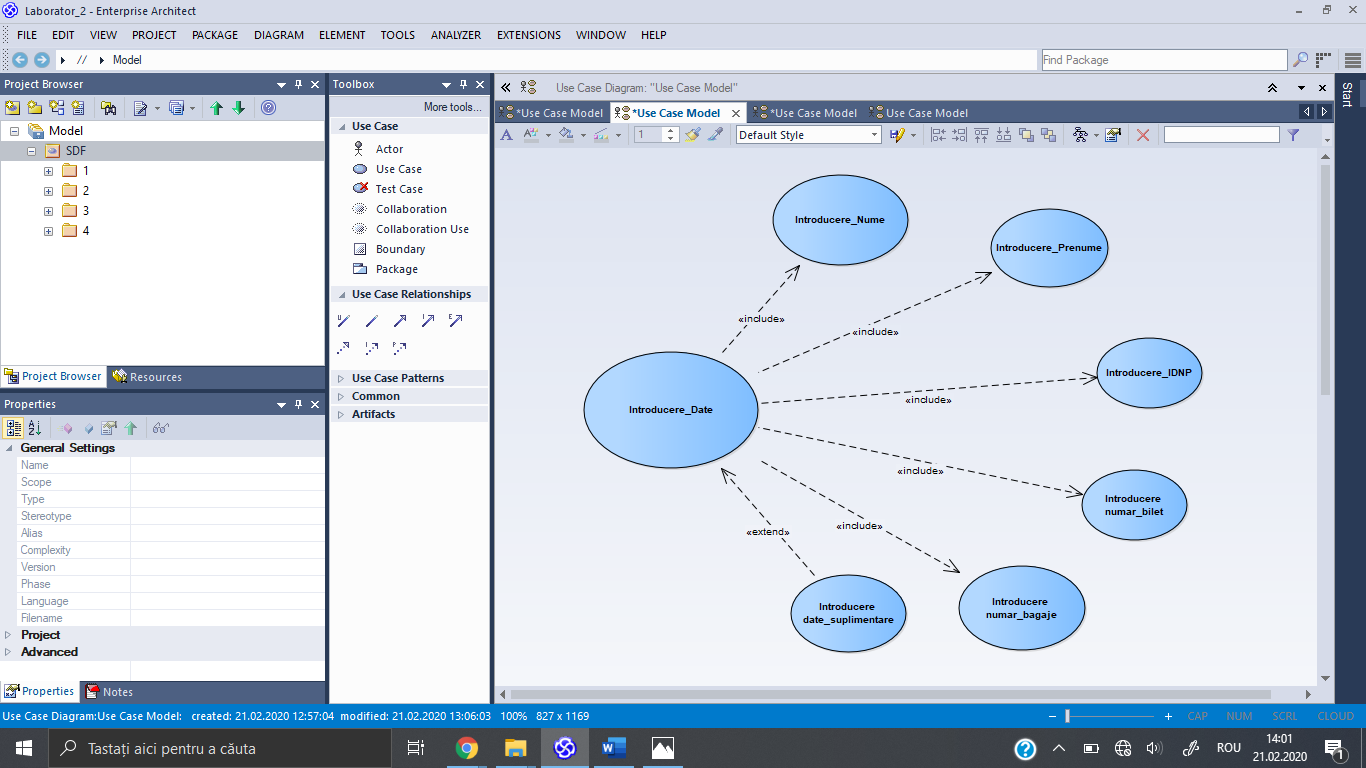 Laborator_2 - Enterprise Architect
FILE EDIT VIEW PROJECT PACKAGE DIAGRAM ELEMENT TOOLS ANALYZER EXTENSIONS WINDOW HELP
// Model
Find Package
Project Browser
Model
SDF
1
2
3
4
Project Browser Resources
Properties
General Settings
Name
Scope
Type
Stereotype
Alias
Complexity
Version
Phase
Language
Filename
Project
Advanced
Properties Notes
Toolbox
More tools...
Use Case
Actor
Use Case
Test Case
Collaboration
Collaboration Use
Boundary
Package
Use Case Relationships
Use Case Patterns
Common
Artifacts
Use Case Diagram: "Use Case Model"
*Use Case Model *Use Case Model *Use Case Model Use Case Model
1 Default Style
Introducere_Nume
Introducere_Prenume
«include»
«include»
Introducere_IDNP
«include»
Introducere_Date
«include»
Introducere
numar_bilet
«include»
«extend»
Introducere
date_suplimentare
Introducere
numar_bagaje
Start
Use Case Diagram:Use Case Model: created: 21.02.2020 12:57:04 modified: 21.02.2020 13:06:03 100% 827 x 1169
CAP NUM SCRL CLOUD
Tastați aici pentru a căuta
ROU
14:01
21.02.2020
1